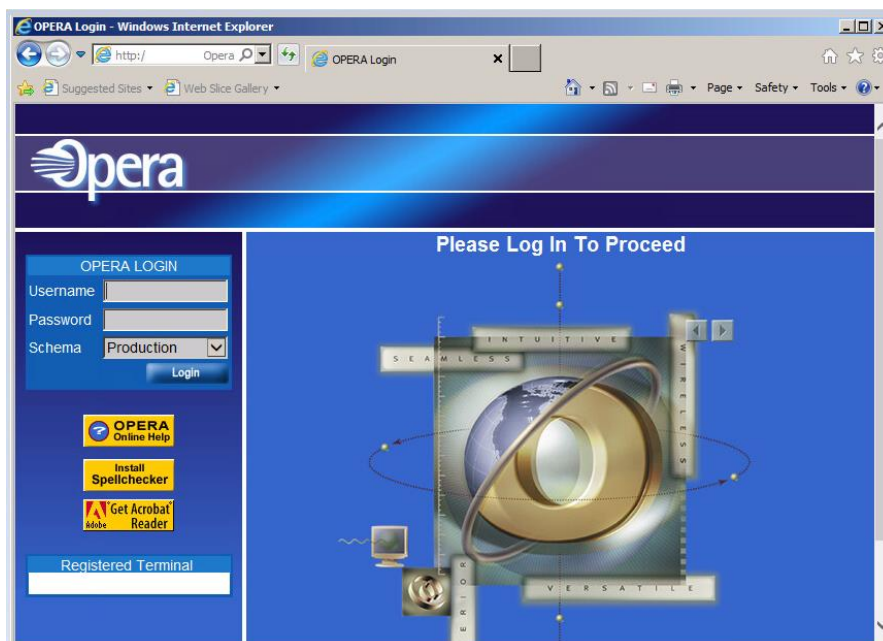 OPERA Login - Windows Internet Explorer
http:/ Opera
OPERA Login
Suggested Sites
Web Slice Gallery
Page
Safety
Tools
Opera
Please Log In To Proceed
OPERA LOGIN
Username
Password
Schema Production
Login
OPERA
Online Help
Install
Spellchecker
Adobe
Get Acrobat
Reader
Registered Terminal
INTUITIVE
SEAMLESS
WIRELESS
VERSATILE
ERIOR